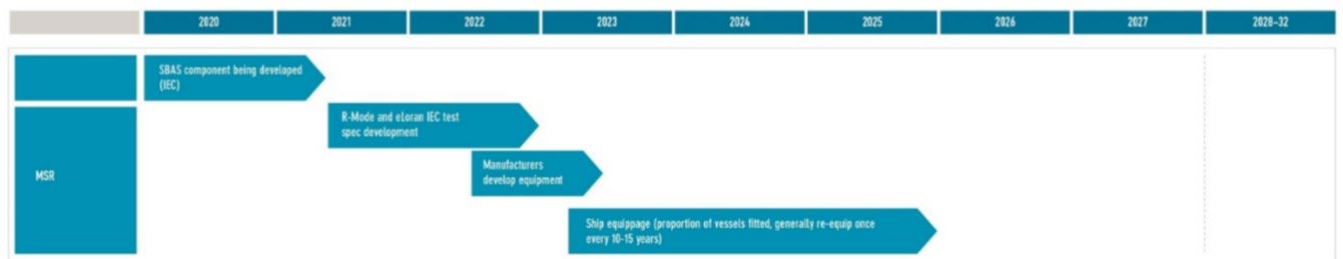 2020 2021 2022 2023 2024 2025 2026 2027 2028–32
SBAS component being developed
(IEC)
R-Mode and eLoran IEC test
spec development
Manufacturers
develop equipment
MSR
Ship equippage (proportion of vessels fitted, generally re-equip once
every 10-15 years)